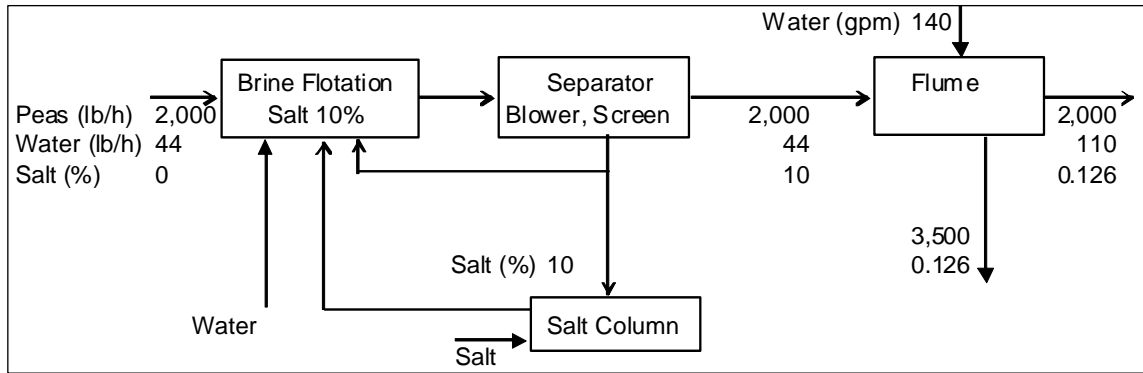 Water (gpm) 140
Brine Flotation
Salt 10%
Separator
Blower, Screen
Flume
Peas (lb/h) 2,000
Water (lb/h) 44
Salt (%) 0
2,000
44
10
2,000
110
0.126
3,500
0.126
Salt (%) 10
Water
Salt Column
Salt